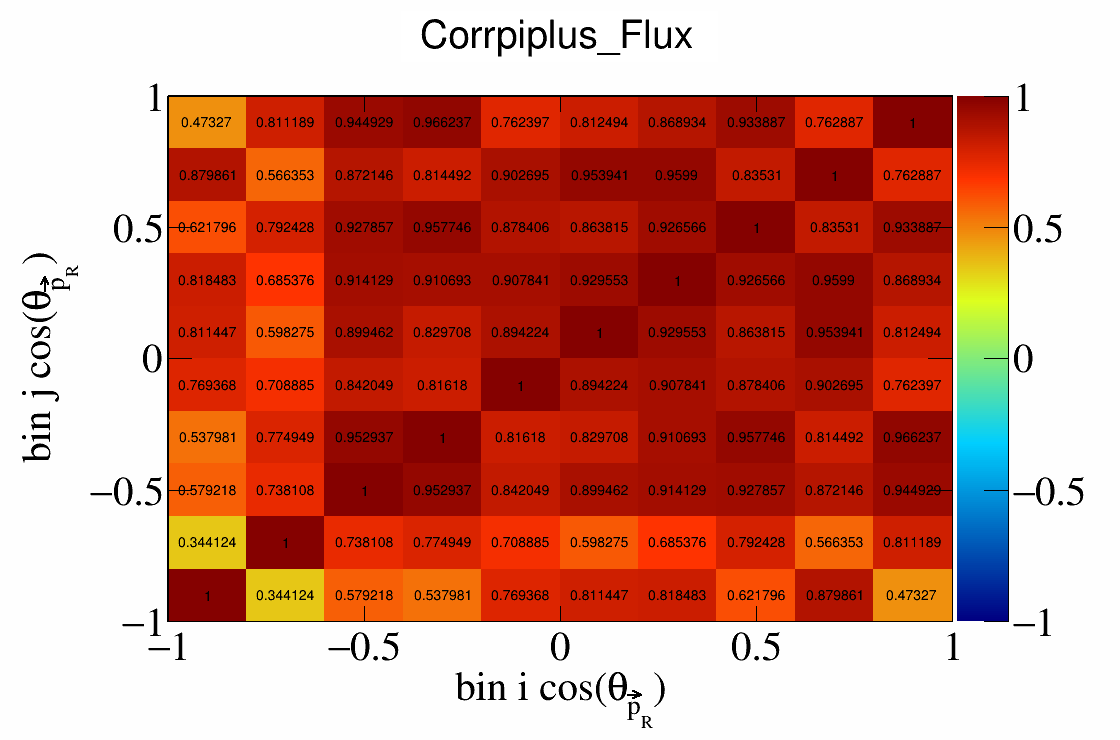 Corrpiplus_Flux
1
0.47327 0.811189 0.944929 0.966237 0.762397 0.812494 0.868934 0.933887 0.762887 1
1
0.879861 0.566353 0.872146 0.814492 0.902695 0.953941 0.9599 0.83531 1 0.762887
0.5
0.621796 0.792428 0.927857 0.957746 0.878406 0.863815 0.926566 1 0.83531 0.933887
0.5
0.818483 0.685376 0.914129 0.910693 0.907841 0.929553 1 0.926566 0.9599 0.868934
0.811447 0.598275 0.899462 0.829708 0.894224 1 0.929553 0.863815 0.953941 0.812494
0
0
0.769368 0.708885 0.842049 0.81618 1 0.894224 0.907841 0.878406 0.902695 0.762397
0.537981 0.774949 0.952937 1 0.81618 0.829708 0.910693 0.957746 0.814492 0.966237
−0.5
0.579218 0.738108 1 0.952937 0.842049 0.899462 0.914129 0.927857 0.872146 0.944929
−0.5
0.344124 1 0.738108 0.774949 0.708885 0.598275 0.685376 0.792428 0.566353 0.811189
1 0.344124 0.579218 0.537981 0.769368 0.811447 0.818483 0.621796 0.879861 0.47327
−1
−1
−1 −0.5 0 0.5 1
bin i cos(θ p⃗ R)
bin j cos(θ p⃗ R)